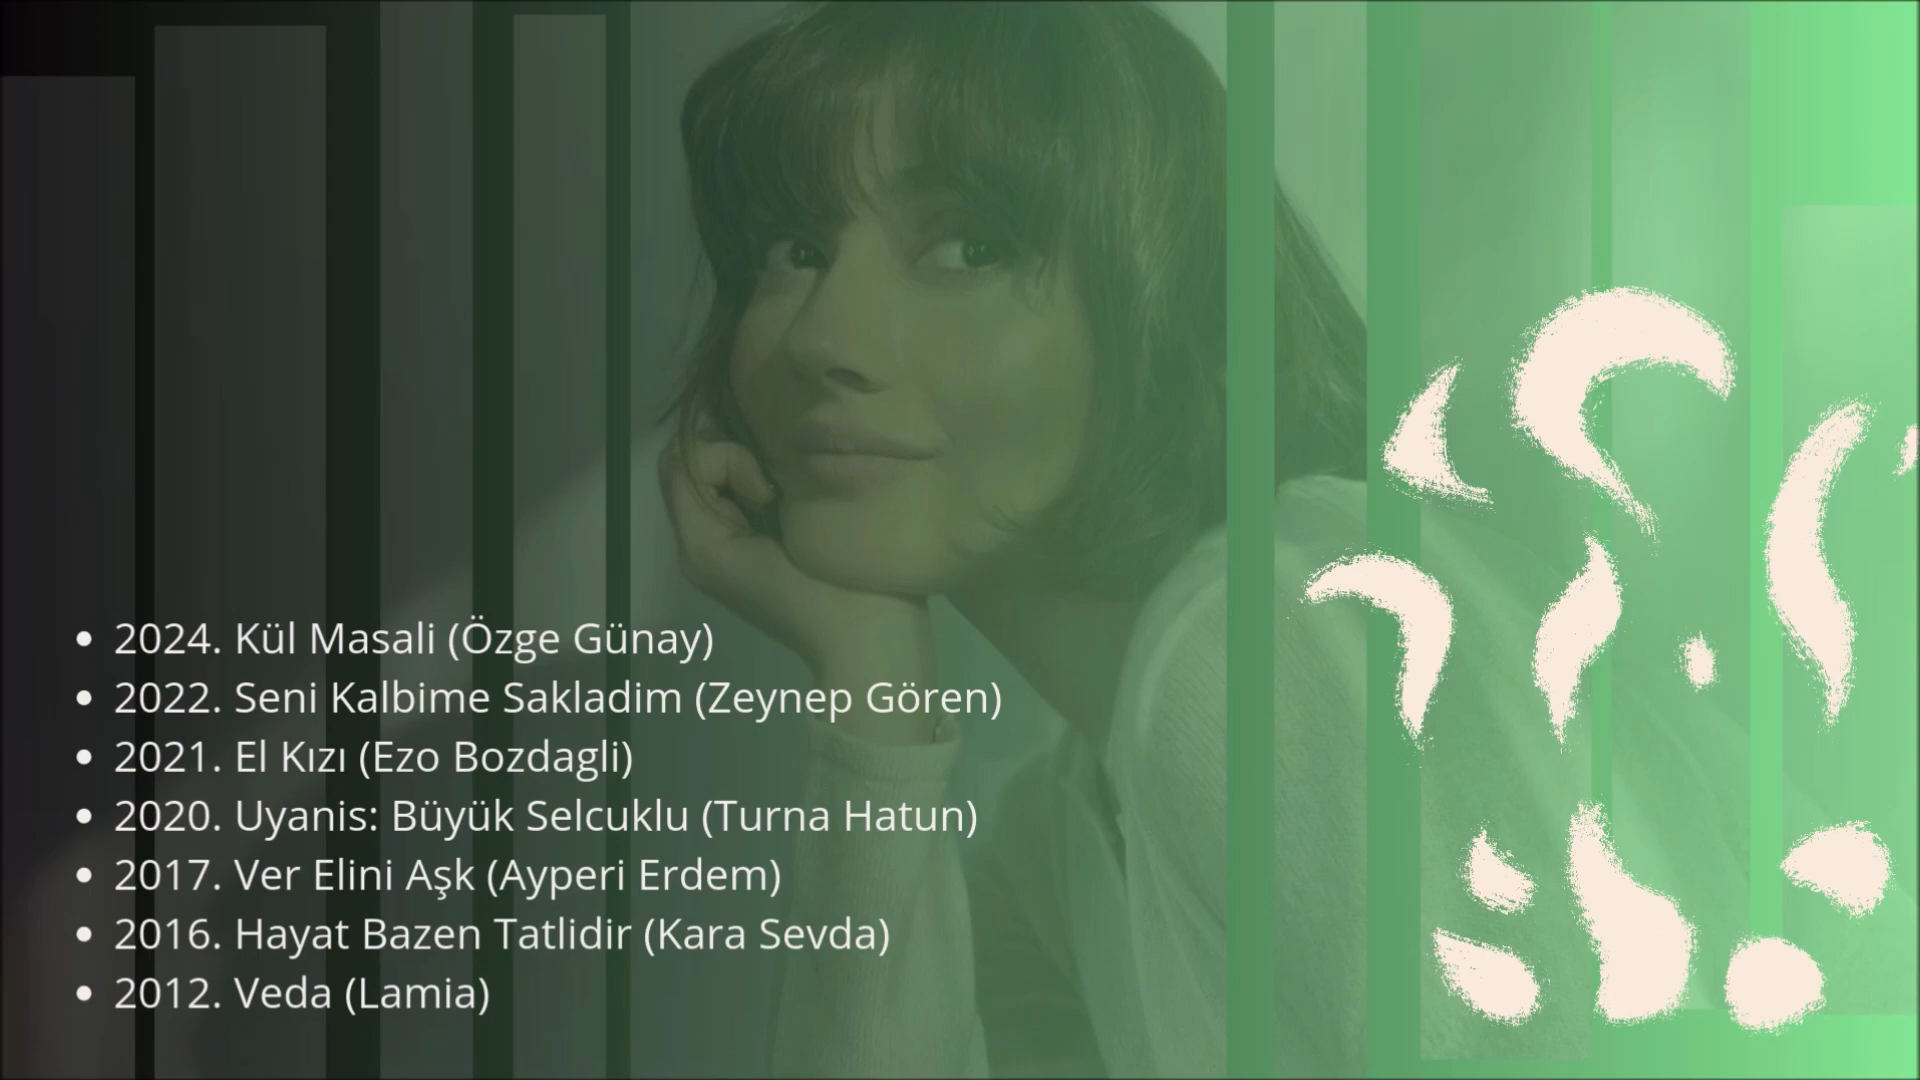 • 2024. Kül Masali (Özge Günay)
• 2022. Seni Kalbime Sakladim (Zeynep Gören)
• 2021. El Kızı (Ezo Bozdagli)
• 2020. Uyanis: Büyük Selcuklu (Turna Hatun)
• 2017. Ver Elini Aşk (Ayperi Erdem)
• 2016. Hayat Bazen Tatlidir (Kara Sevda)
• 2012. Veda (Lamia)